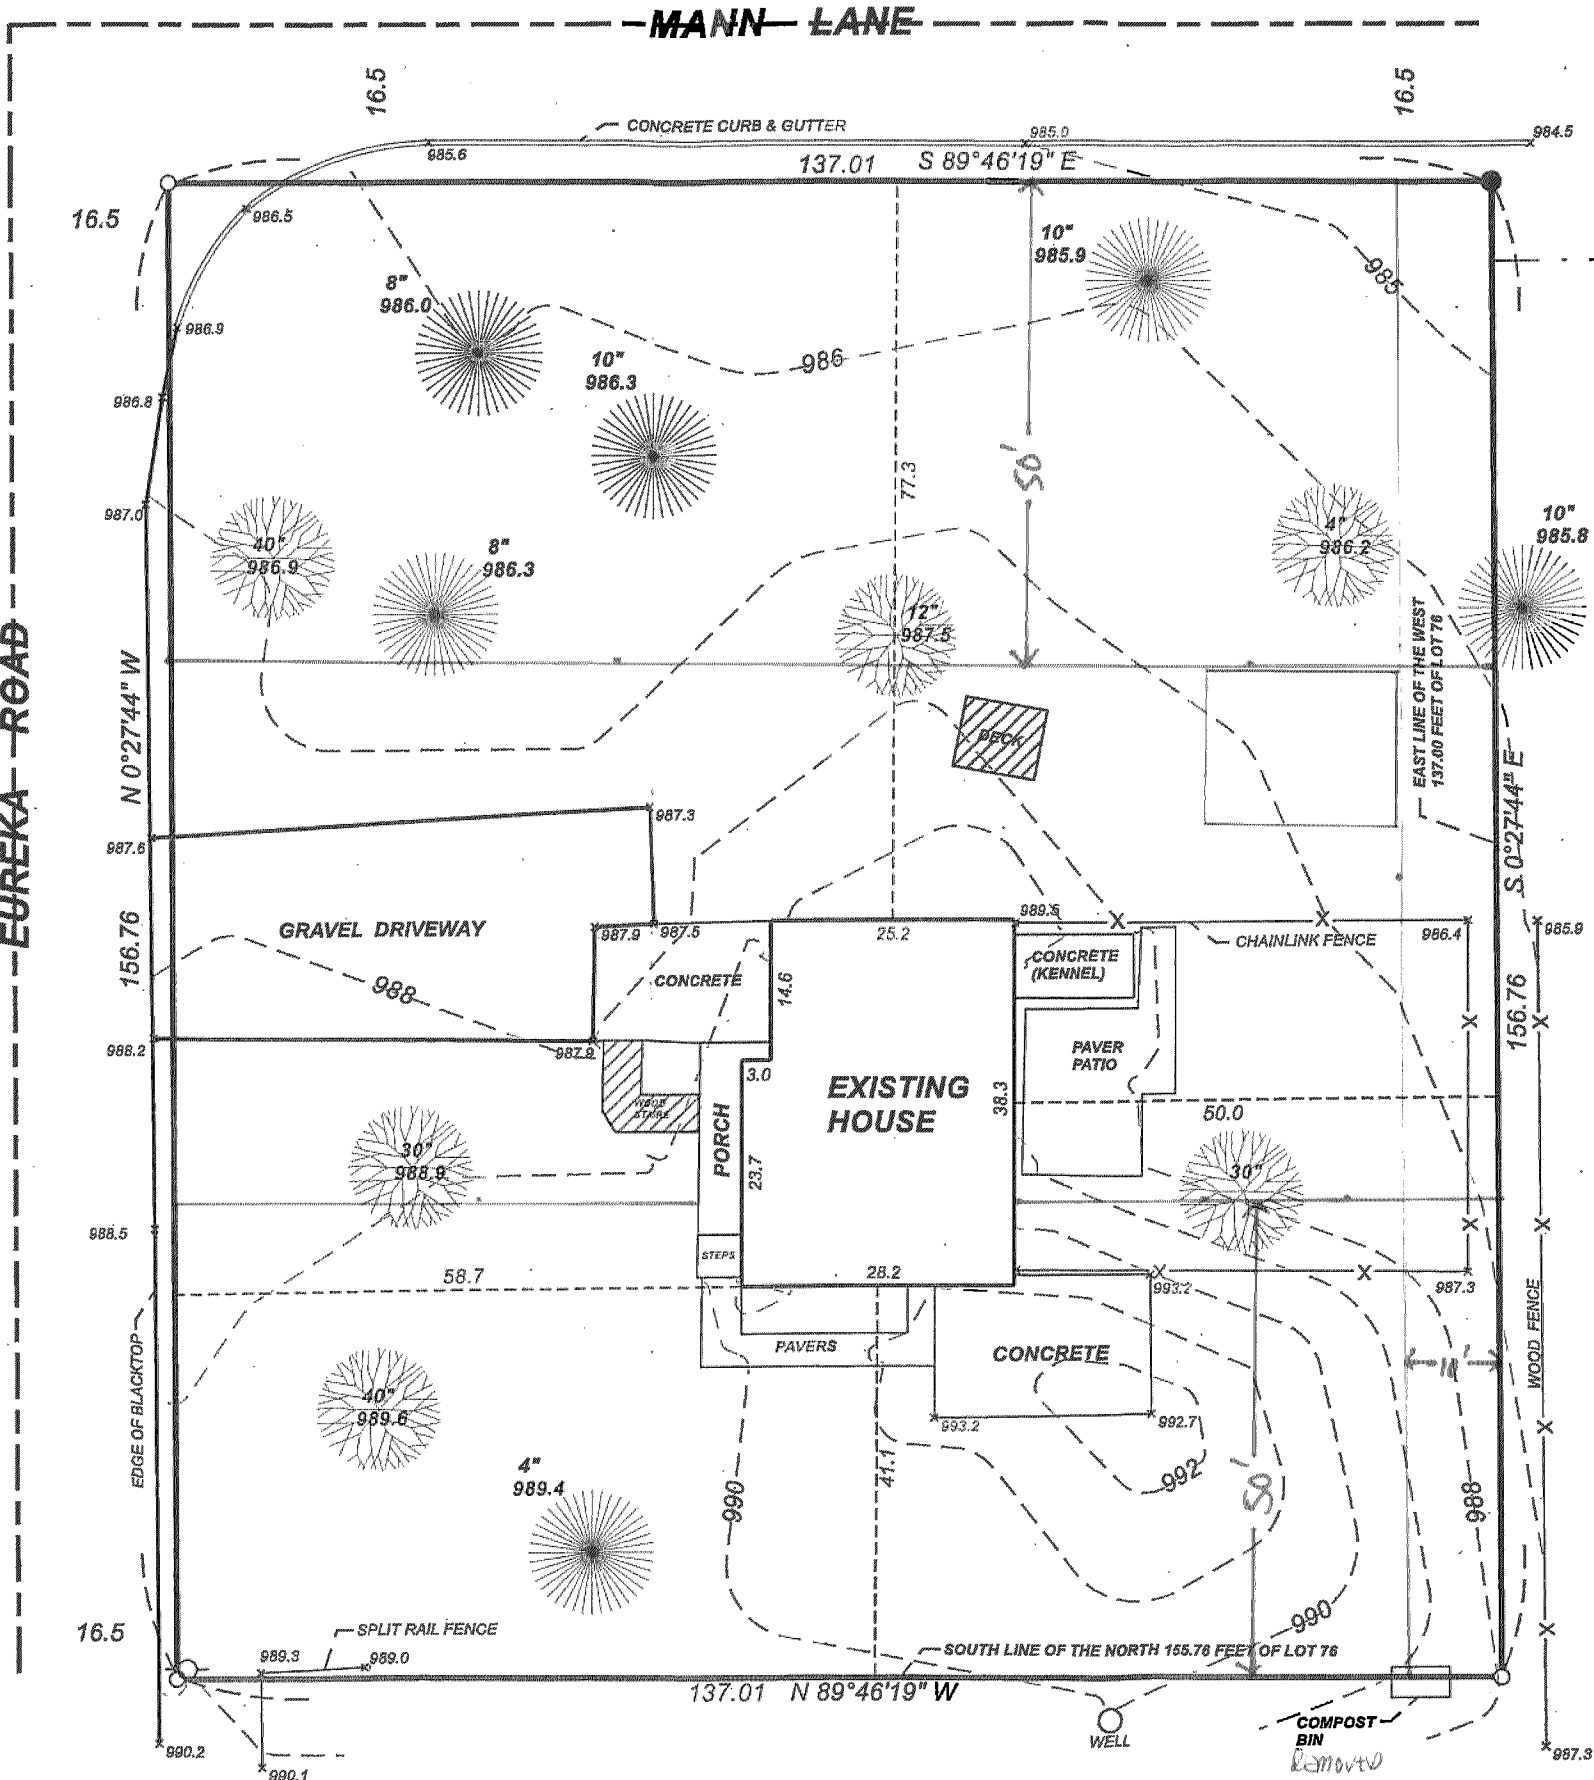 MANN LANE
16.5
16.5
CONCRETE CURB & GUTTER
985.0
984.5
985.6
137.01 S 89°46'19" E
16.5
986.5
10"
985.9
985
8"
986.0
986.9
10"
986.3
986
986.8
50'
77.3
987.0
40"
986.9
8"
986.3
4"
986.2
10"
985.8
12"
987.5
EAST LINE OF THE WEST
137.00 FEET OF LOT 76
EUREKA ROAD
N 0°27'44" W
DECK
S 0°27'44" E
987.3
987.6
GRAVEL DRIVEWAY
987.9
987.5
25.2
989.5
CHAINLINK FENCE
986.4
985.9
156.76
988
CONCRETE
14.6
CONCRETE
(KENNEL)
156.76
988.2
987.9
PAVER
PATIO
3.0
EXISTING
HOUSE
38.3
50.0
WOOD
STAIRS
PORCH
23.7
30"
988.9
30"
988.5
STEPS
58.7
28.2
993.2
987.3
EDGE OF BLACKTOP
PAVERS
CONCRETE
WOOD FENCE
10'
40"
989.6
993.2
992.7
4"
989.4
990
41.1
992
50'
988
990
16.5
SPLIT RAIL FENCE
989.3
989.0
SOUTH LINE OF THE NORTH 155.76 FEET OF LOT 76
137.01 N 89°46'19" W
WELL
COMPOST
BIN
Removed
990.2
990.1
987.3